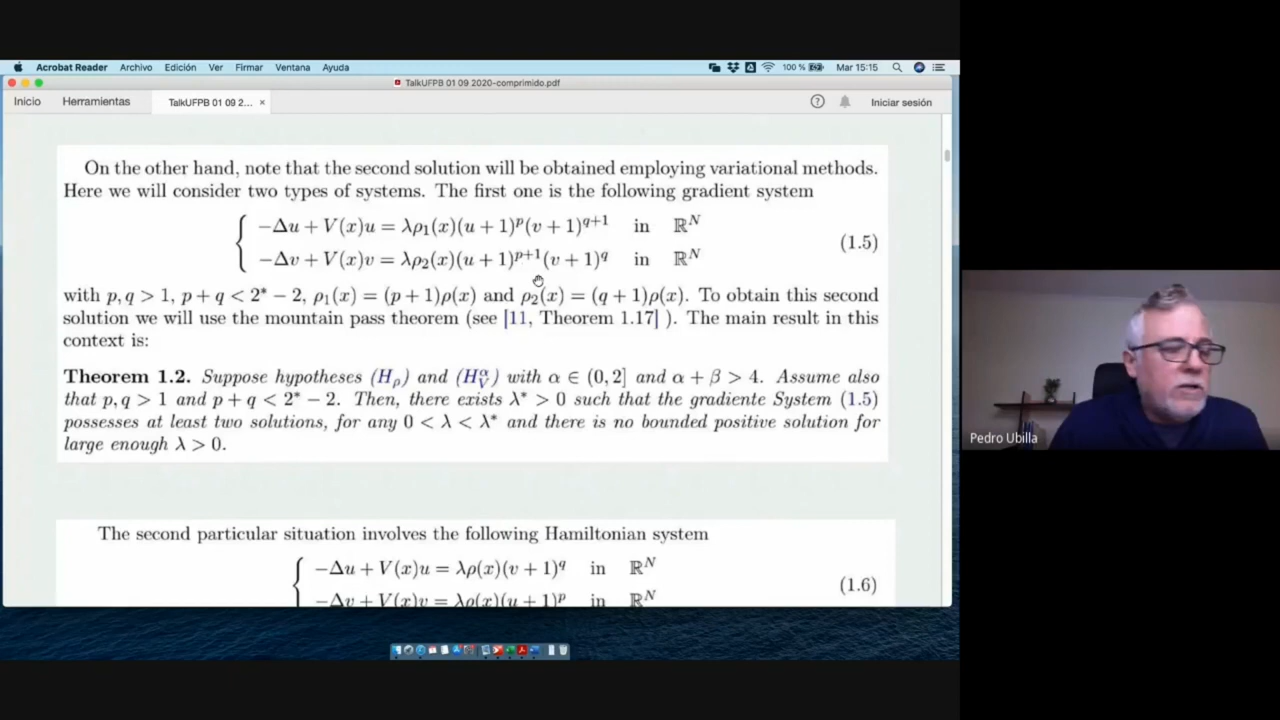 Acrobat Reader Archivo Edición Ver Firmar Ventana Ayuda 100 % Mar 15:15
TalkUFPB 01 09 2020-comprimido.pdf
Inicio Herramientas TalkUFPB 01 09 2... × Iniciar sesión
On the other hand, note that the second solution will be obtained employing variational methods.
Here we will consider two types of systems. The first one is the following gradient system
−Δu + V(x)u = λρ₁(x)(u + 1)^p(v + 1)^{q+1} in ℝ^N
(1.5)
−Δv + V(x)v = λρ₂(x)(u + 1)^{p+1}(v + 1)^q in ℝ^N
with p, q > 1, p + q < 2* − 2, ρ₁(x) = (p + 1)ρ(x) and ρ₂(x) = (q + 1)ρ(x). To obtain this second
solution we will use the mountain pass theorem (see [11, Theorem 1.17] ). The main result in this
context is:
Theorem 1.2. Suppose hypotheses (H_ρ) and (H_V^α) with α ∈ (0, 2] and α + β > 4. Assume also
that p, q > 1 and p + q < 2* − 2. Then, there exists λ* > 0 such that the gradiente System (1.5)
possesses at least two solutions, for any 0 < λ < λ* and there is no bounded positive solution for
large enough λ > 0.
The second particular situation involves the following Hamiltonian system
−Δu + V(x)u = λρ(x)(v + 1)^q in ℝ^N
(1.6)
−Δv + V(x)v = λρ(x)(u + 1)^p in ℝ^N
Pedro Ubilla